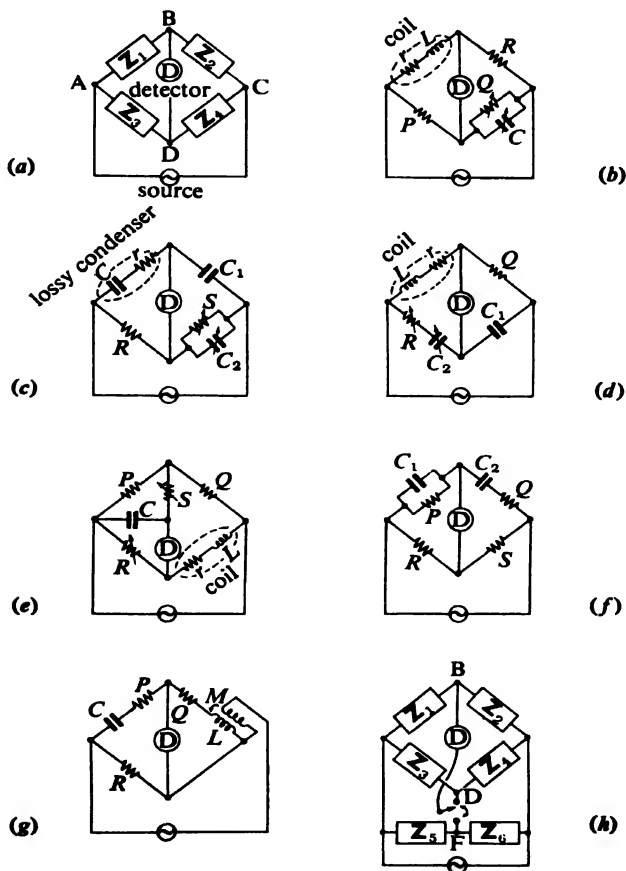 B
Z₁ Z₂
A D C
detector
Z₃ Z₄
D
(a)
source
coil
r L R
D Q
P C
(b)
lossy condenser
C r C₁
D S
R C₂
(c)
coil
L r Q
D
R C₁
C₂
(d)
P Q
S
C
D
R r L
coil
(e)
C₁ C₂
Q
P D
R S
(f)
P M
C Q
D L
R
(g)
B
Z₁ Z₂
D
Z₃ Z₄
D
F
Z₅ Z₆
(h)